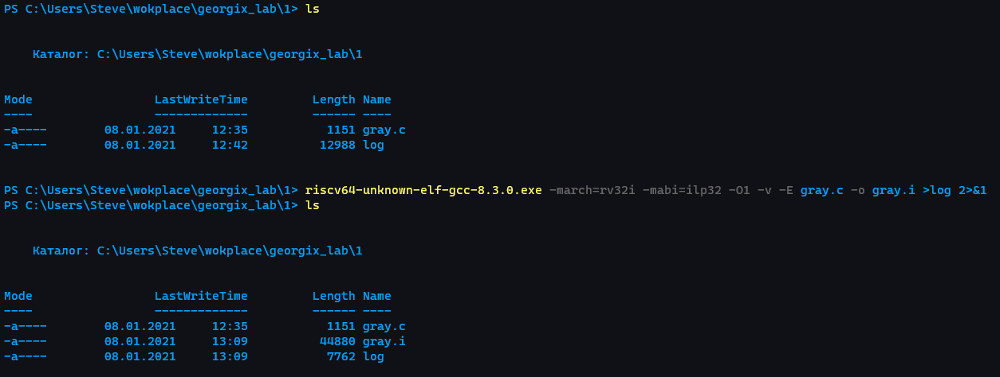 PS C:\Users\Steve\wokplace\georgix_lab\1> ls
Каталог: C:\Users\Steve\wokplace\georgix_lab\1
Mode                 LastWriteTime         Length Name
----                 -------------         ------ ----
-a----        08.01.2021     12:35           1151 gray.c
-a----        08.01.2021     12:42          12988 log
PS C:\Users\Steve\wokplace\georgix_lab\1> riscv64-unknown-elf-gcc-8.3.0.exe -march=rv32i -mabi=ilp32 -O1 -v -E gray.c -o gray.i >log 2>&1
PS C:\Users\Steve\wokplace\georgix_lab\1> ls
Каталог: C:\Users\Steve\wokplace\georgix_lab\1
Mode                 LastWriteTime         Length Name
----                 -------------         ------ ----
-a----        08.01.2021     12:35           1151 gray.c
-a----        08.01.2021     13:09          44880 gray.i
-a----        08.01.2021     13:09           7762 log